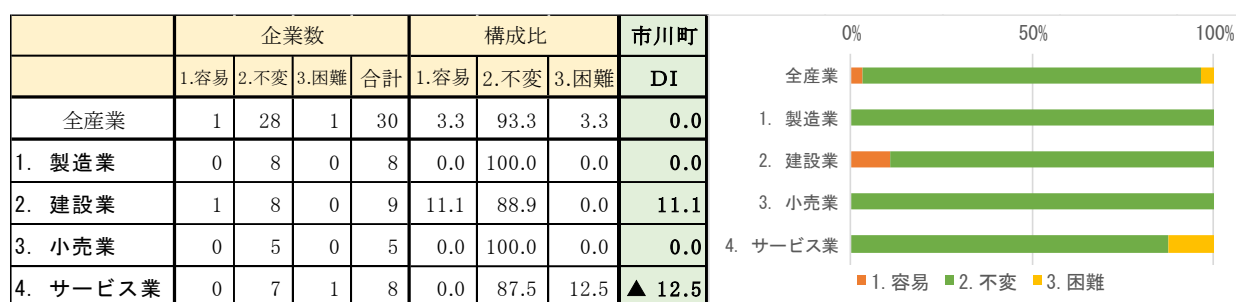 企業数 構成比 市川町
1.容易 2.不変 3.困難 合計 1.容易 2.不変 3.困難 DI
全産業 1 28 1 30 3.3 93.3 3.3 0.0
1. 製造業 0 8 0 8 0.0 100.0 0.0 0.0
2. 建設業 1 8 0 9 11.1 88.9 0.0 11.1
3. 小売業 0 5 0 5 0.0 100.0 0.0 0.0
4. サービス業 0 7 1 8 0.0 87.5 12.5 ▲ 12.5
0% 50% 100%
全産業
1. 製造業
2. 建設業
3. 小売業
4. サービス業
1. 容易 2. 不変 3. 困難